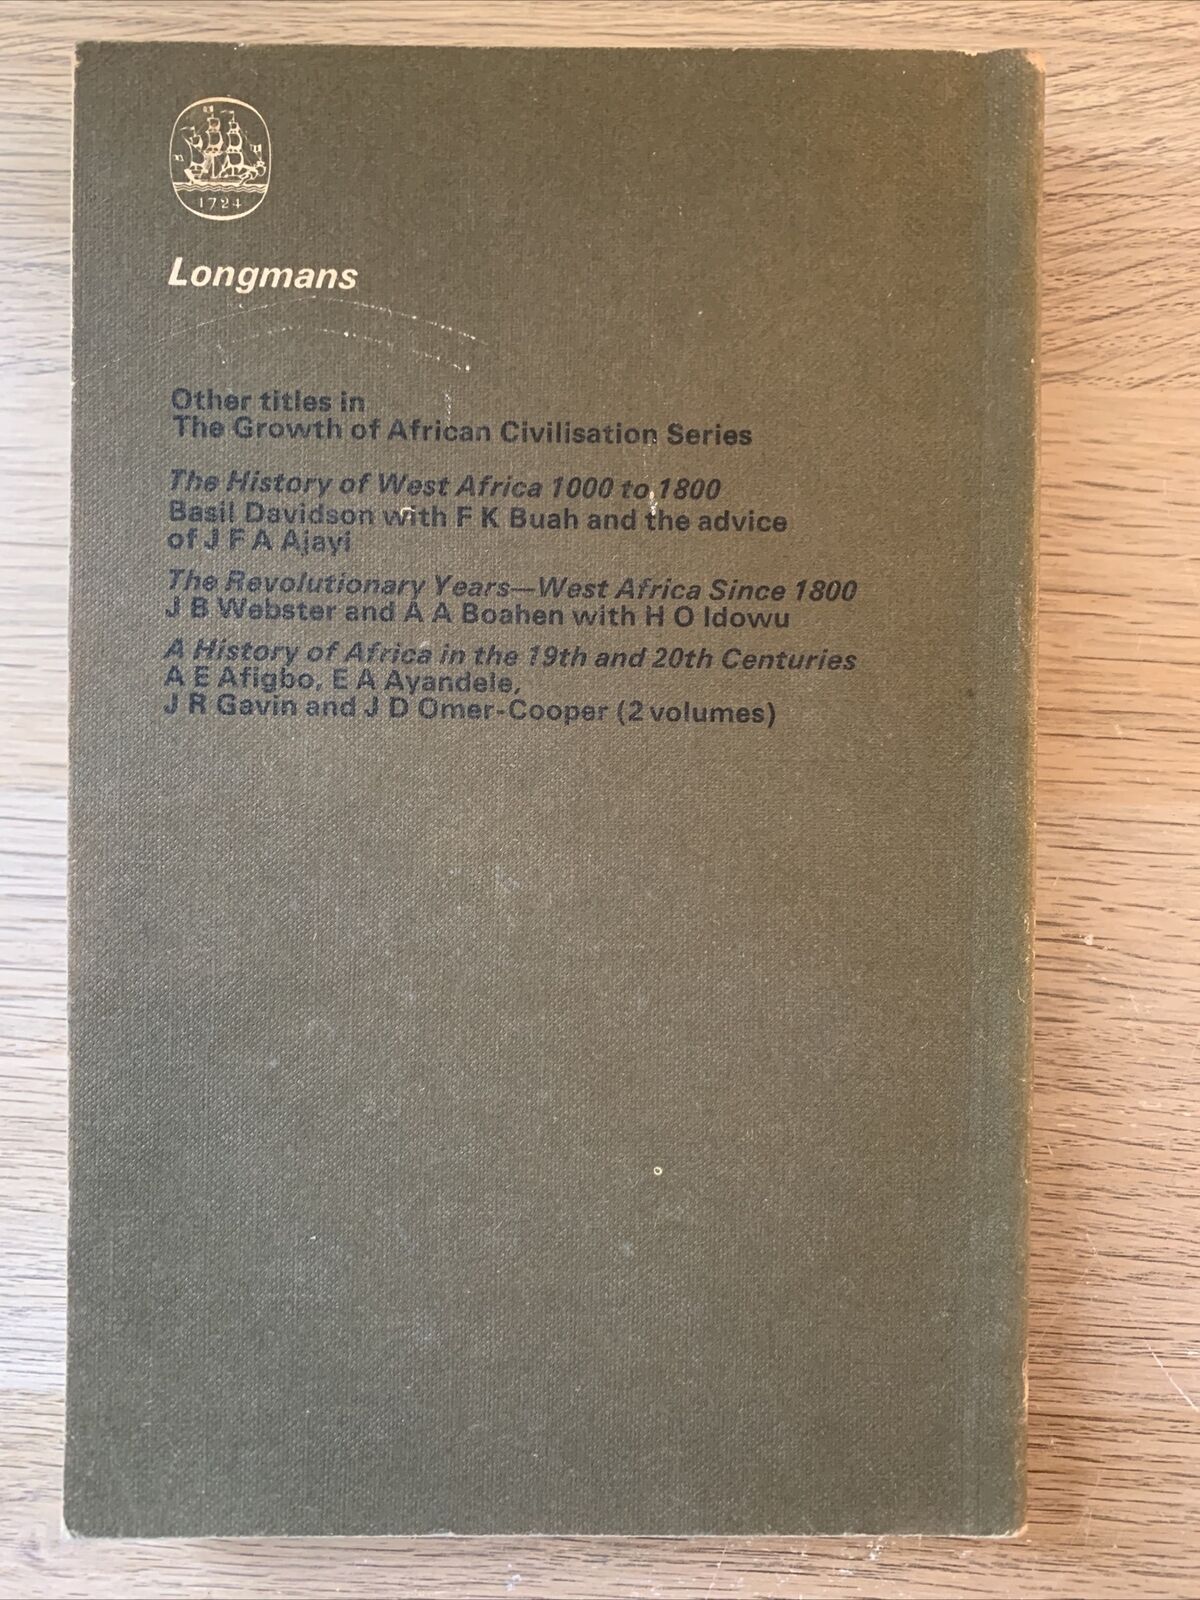 1724
Longmans
Other titles in
The Growth of African Civilisation Series
The History of West Africa 1000 to 1800
Basil Davidson with F K Buah and the advice
of J F A Ajayi
The Revolutionary Years—West Africa Since 1800
J B Webster and A A Boahen with H O Idowu
A History of Africa in the 19th and 20th Centuries
A E Afigbo, E A Ayandele,
J R Gavin and J D Omer-Cooper (2 volumes)